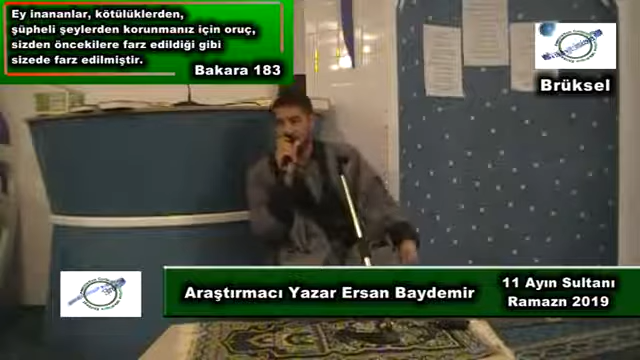 Ey inananlar, kötülüklerden,
şüpheli şeylerden korunmanız için oruç,
sizden öncekilere farz edildiği gibi
sizede farz edilmiştir.
Bakara 183
Brüksel
Araştırmacı Yazar Ersan Baydemir
11 Ayın Sultanı
Ramazn 2019